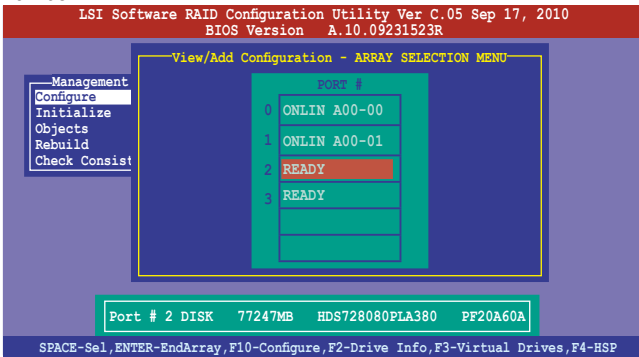 LSI Software RAID Configuration Utility Ver C.05 Sep 17, 2010
BIOS Version A.10.09231523R
View/Add Configuration - ARRAY SELECTION MENU
Management
Configure
Initialize
Objects
Rebuild
Check Consist
PORT #
0 ONLIN A00-00
1 ONLIN A00-01
2 READY
3 READY
Port # 2 DISK 77247MB HDS728080PLA380 PF20A60A
SPACE-Sel,ENTER-EndArray,F10-Configure,F2-Drive Info,F3-Virtual Drives,F4-HSP